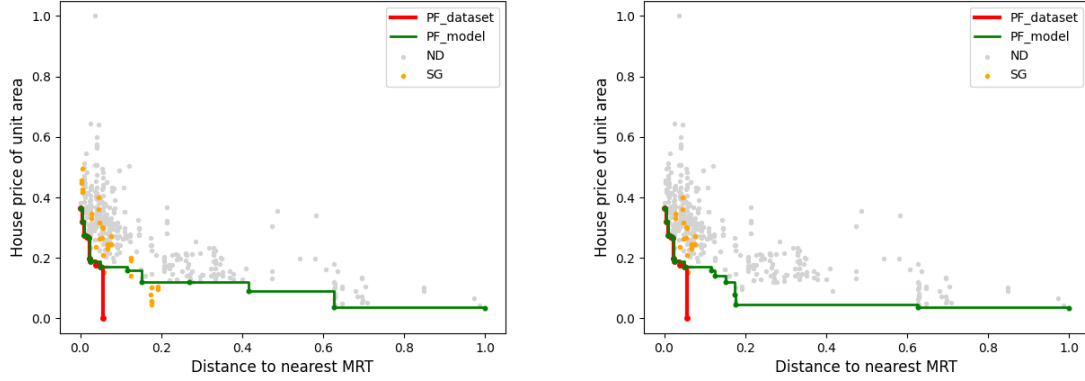 1.0
0.8
0.6
0.4
0.2
0.0
House price of unit area
PF_dataset
PF_model
ND
SG
0.0 0.2 0.4 0.6 0.8 1.0
Distance to nearest MRT
1.0
0.8
0.6
0.4
0.2
0.0
House price of unit area
PF_dataset
PF_model
ND
SG
0.0 0.2 0.4 0.6 0.8 1.0
Distance to nearest MRT